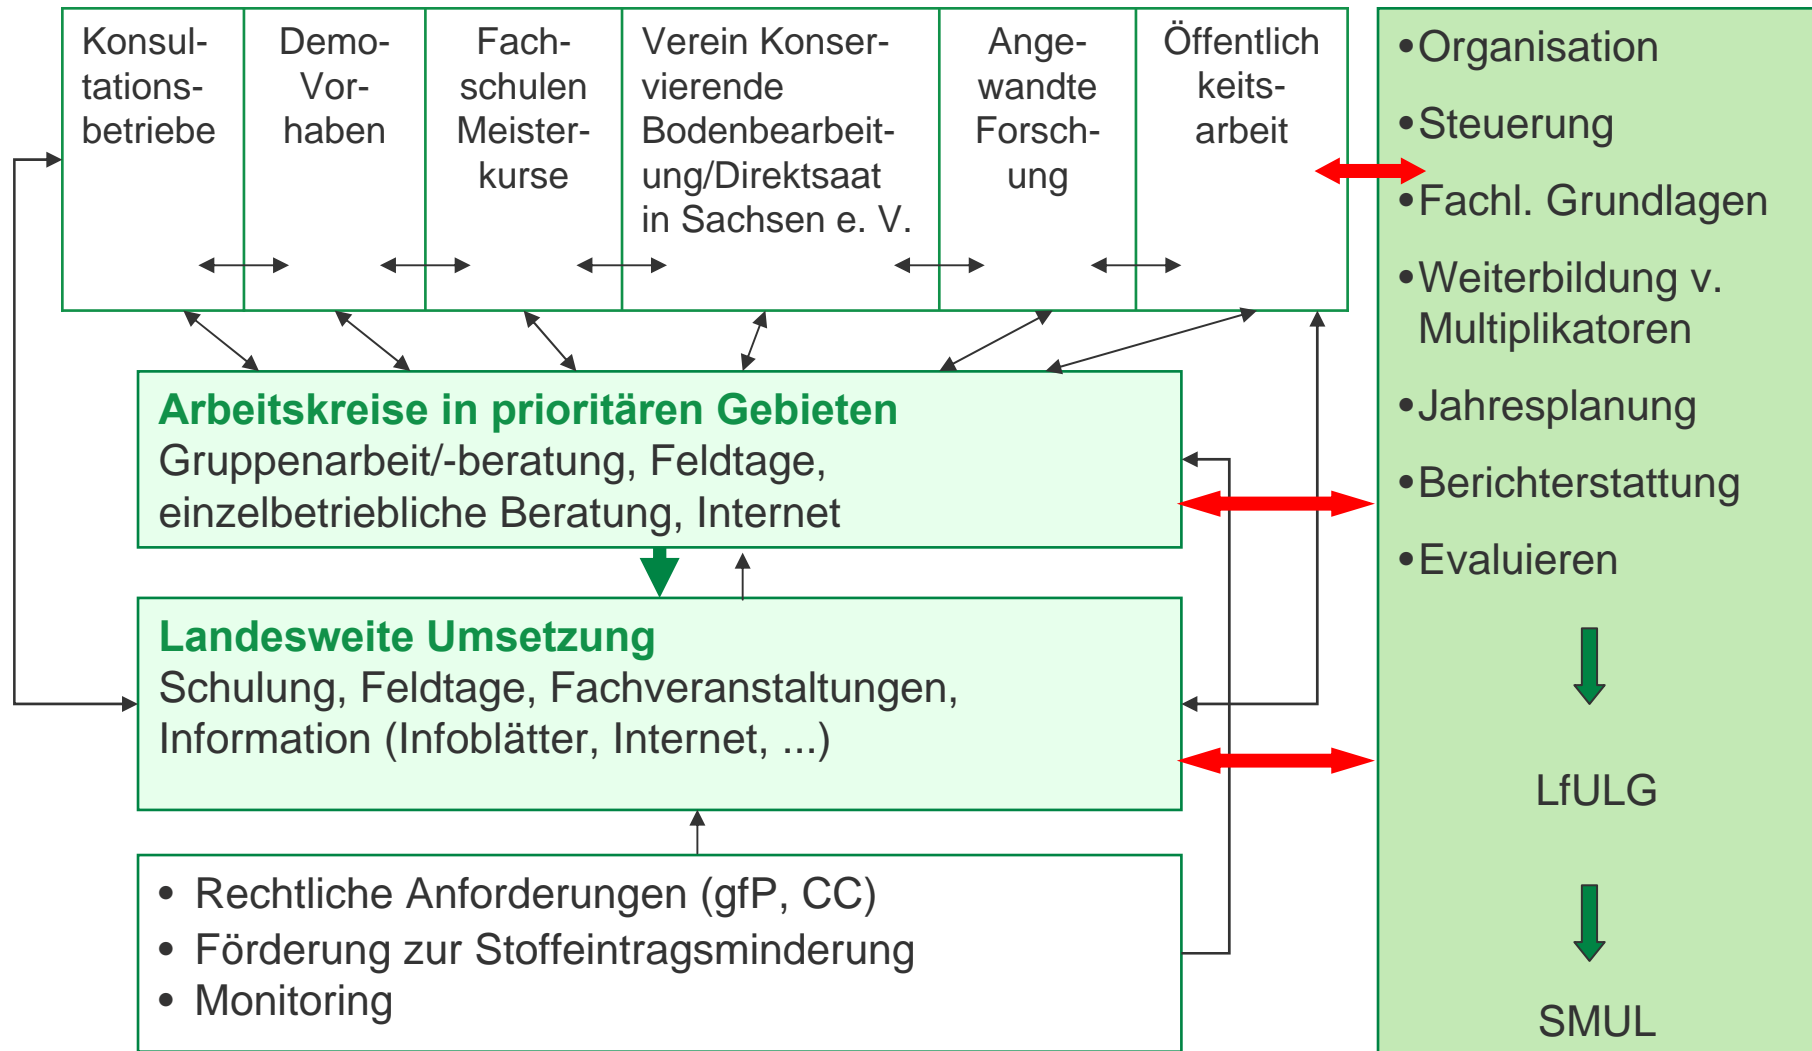 Konsul-
tations-
betriebe
Demo-
Vor-
haben
Fach-
schulen
Meister-
kurse
Verein Konser-
vierende
Bodenbearbeit-
ung/Direktsaat
in Sachsen e. V.
Ange-
wandte
Forsch-
ung
Öffentlich
keits-
arbeit
Arbeitskreise in prioritären Gebieten
Gruppenarbeit/-beratung, Feldtage,
einzelbetriebliche Beratung, Internet
Landesweite Umsetzung
Schulung, Feldtage, Fachveranstaltungen,
Information (Infoblätter, Internet, ...)
• Rechtliche Anforderungen (gfP, CC)
• Förderung zur Stoffeintragsminderung
• Monitoring
•Organisation
•Steuerung
•Fachl. Grundlagen
•Weiterbildung v.
Multiplikatoren
•Jahresplanung
•Berichterstattung
•Evaluieren
LfULG
SMUL